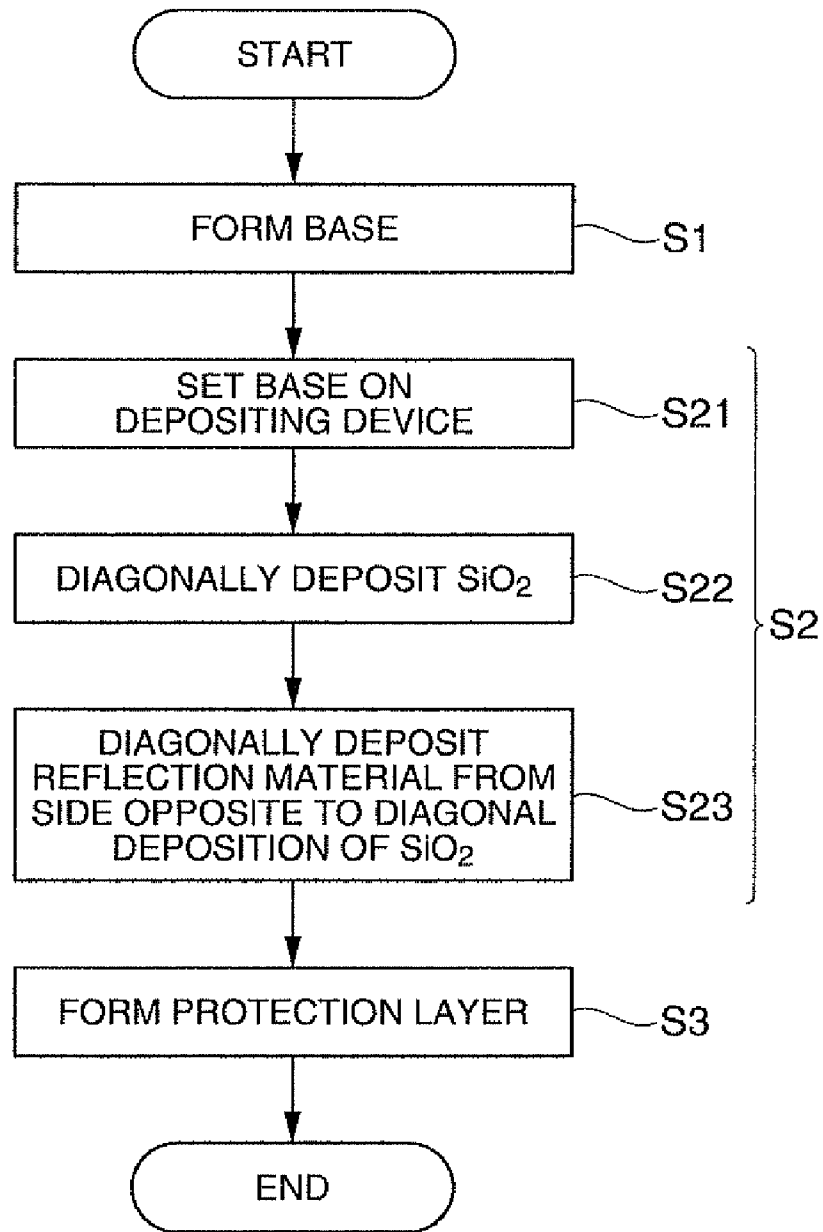 START
FORM BASE
S1
SET BASE ON
DEPOSITING DEVICE
S21
DIAGONALLY DEPOSIT SiO₂
S22
S2
DIAGONALLY DEPOSIT
REFLECTION MATERIAL FROM
SIDE OPPOSITE TO DIAGONAL
DEPOSITION OF SiO₂
S23
FORM PROTECTION LAYER
S3
END